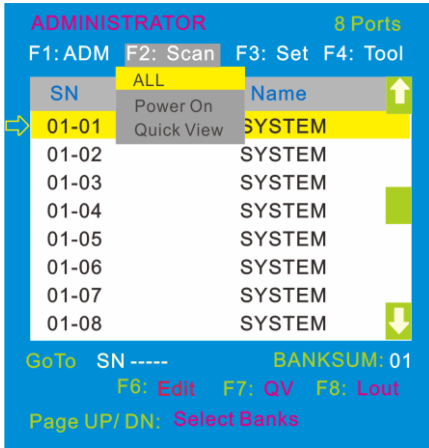 ADMINISTRATOR 8 Ports
F1: ADM F2: Scan F3: Set F4: Tool
ALL
SN Name
Power On
01-01 Quick View SYSTEM
01-02 SYSTEM
01-03 SYSTEM
01-04 SYSTEM
01-05 SYSTEM
01-06 SYSTEM
01-07 SYSTEM
01-08 SYSTEM
GoTo SN ----- BANKSUM: 01
F6: Edit F7: QV F8: Lout
Page UP/ DN: Select Banks